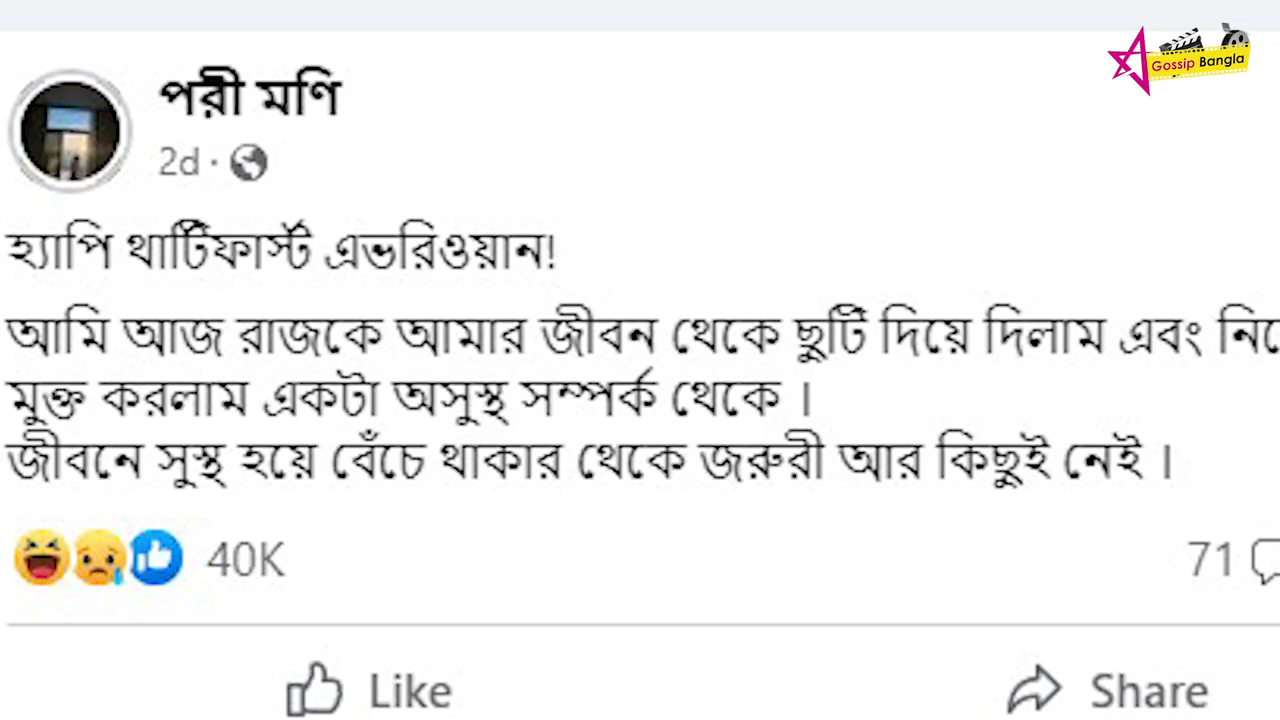 Gossip Bangla
পরী মণি
2d ·
হ্যাপি থার্টিফার্স্ট এভরিওয়ান!
আমি আজ রাজকে আমার জীবন থেকে ছুটি দিয়ে দিলাম এবং
মুক্ত করলাম একটা অসুস্থ সম্পর্ক থেকে ।
জীবনে সুস্থ হয়ে বেঁচে থাকার থেকে জরুরী আর কিছুই নেই ।
40K 71
Like Share